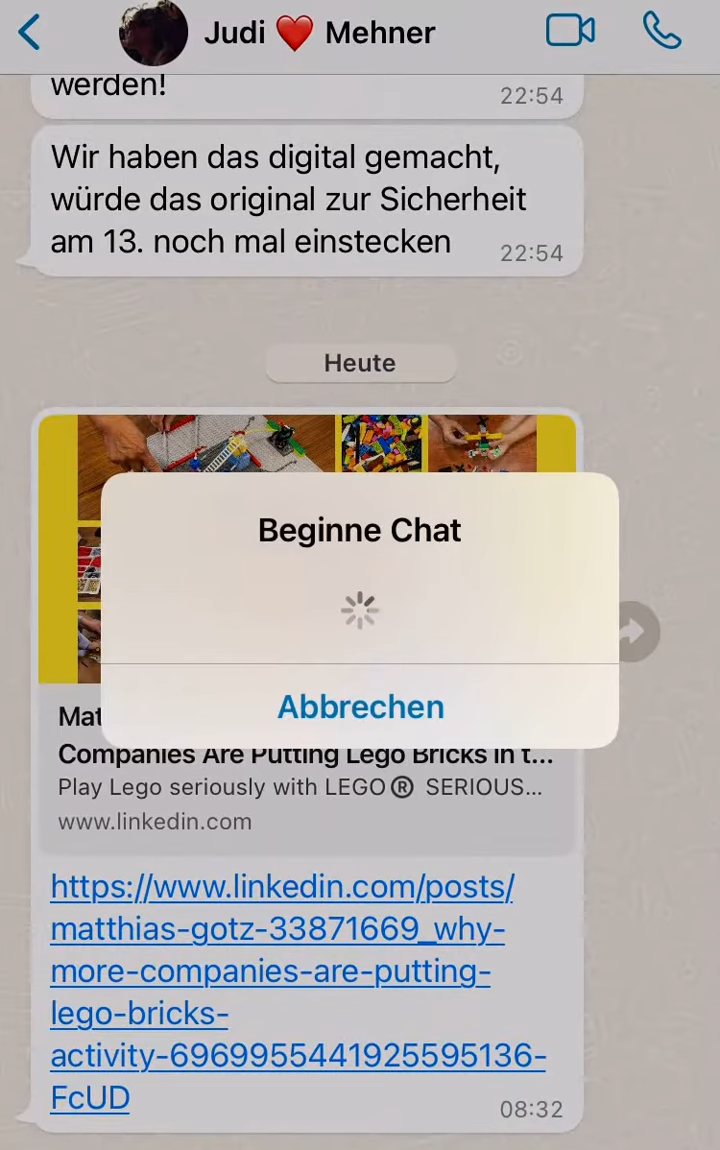 Judi ❤️ Mehner
werden!
22:54
Wir haben das digital gemacht,
würde das original zur Sicherheit
am 13. noch mal einstecken
22:54
Heute
Beginne Chat
Abbrechen
Mat
Companies Are Putting Lego Bricks in t...
Play Lego seriously with LEGO® SERIOUS...
www.linkedin.com
https://www.linkedin.com/posts/
matthias-gotz-33871669_why-
more-companies-are-putting-
lego-bricks-
activity-6969955441925595136-
FcUD
08:32